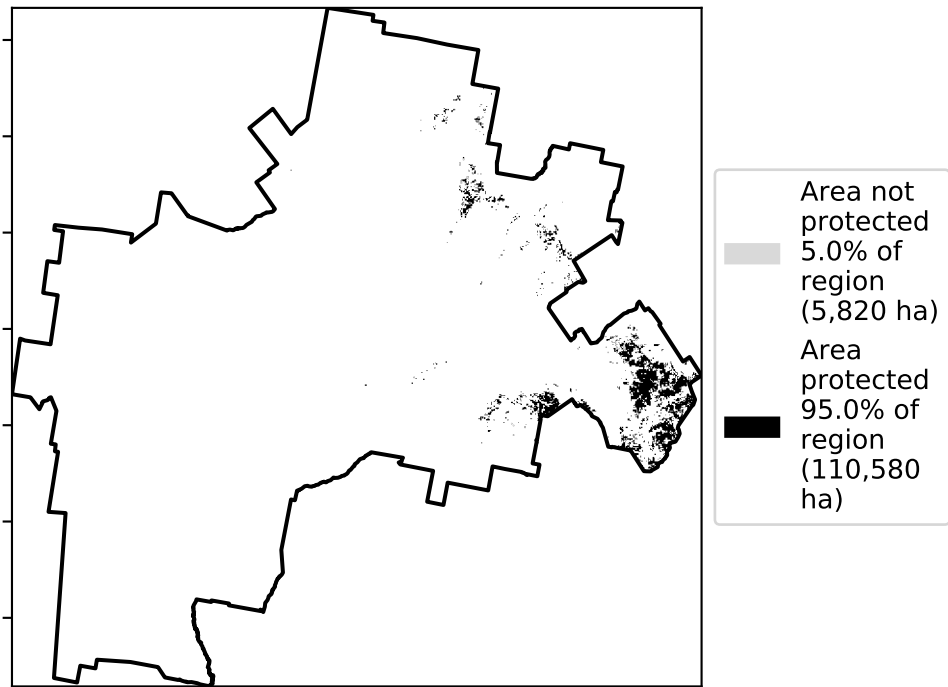 Area not
protected
5.0% of
region
(5,820 ha)
Area
protected
95.0% of
region
(110,580
ha)